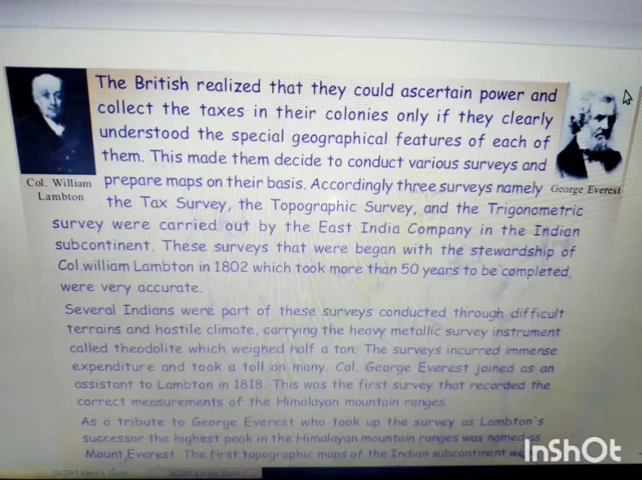 The British realized that they could ascertain power and
collect the taxes in their colonies only if they clearly
understood the special geographical features of each of
them. This made them decide to conduct various surveys and
prepare maps on their basis. Accordingly three surveys namely
the Tax Survey, the Topographic Survey, and the Trigonometric
survey were carried out by the East India Company in the Indian
subcontinent. These surveys that were began with the stewardship of
Col.william Lambton in 1802 which took more than 50 years to be completed,
were very accurate.
Col. William
Lambton
George Everest
Several Indians were part of these surveys conducted through difficult
terrains and hostile climate, carrying the heavy metallic survey instrument
called theodolite which weighed half a ton. The surveys incurred immense
expenditure and took a toll on many. Col. George Everest joined as an
assistant to Lambton in 1818. This was the first survey that recorded the
correct measurements of the Himalayan mountain ranges.
As a tribute to George Everest who took up the survey as Lambton's
successor the highest peak in the Himalayan mountain ranges was named as
Mount Everest. The first topographic maps of the Indian subcontinent
InShOt